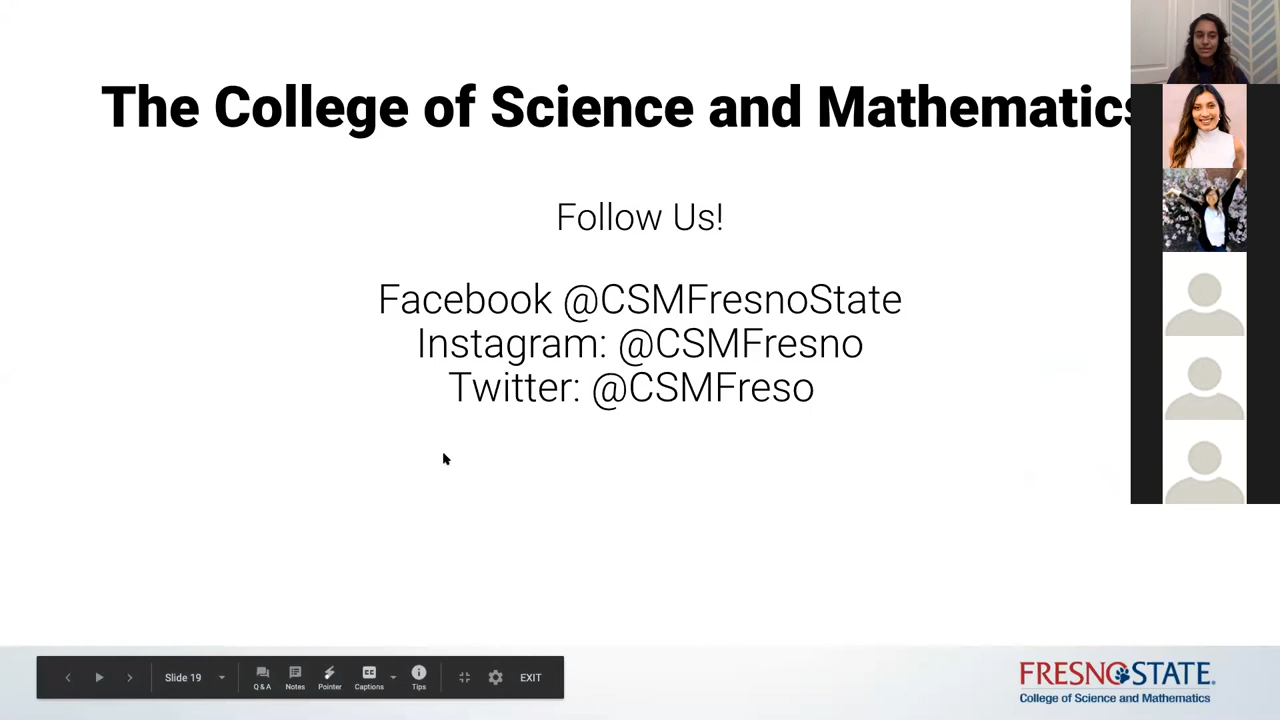 The College of Science and Mathematics
Follow Us!
Facebook @CSMFresnoState
Instagram: @CSMFresno
Twitter: @CSMFreso
Slide 19
Q & A
Notes
Pointer
CC
Captions
Tips
EXIT
FRESNO STATE.
College of Science and Mathematics